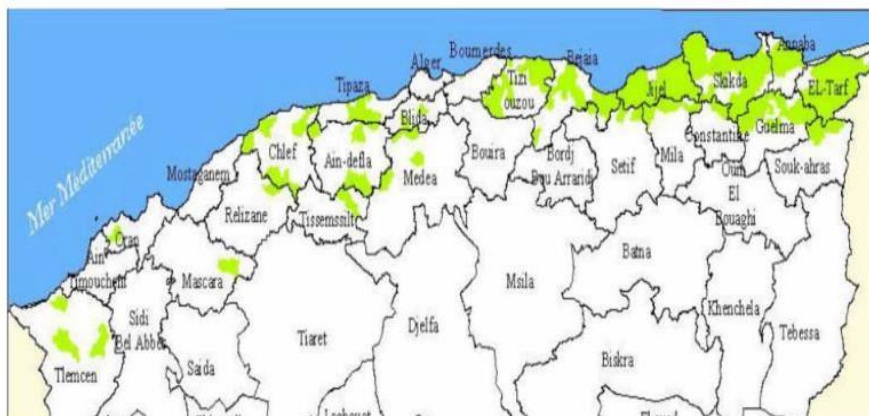 Annaba
Boumerdes
Alger
Bejaia
Tizi
ouzou
Jijel
Skikda
EL-Tarf
Tipaza
Blida
Constantine
Guelma
Mer Méditerranée
Chlef
Ain-defla
Medea
Bouira
Bordj
Bou Arraridj
Setif
Mila
Oum
El
Bouaghi
Souk-ahras
Mostaganem
Relizane
Tissemssilt
Oran
Ain
Timouchent
Mascara
Msila
Batna
Khenchela
Tebessa
Sidi
Bel Abbes
Saida
Tiaret
Djelfa
Biskra
Tlemcen